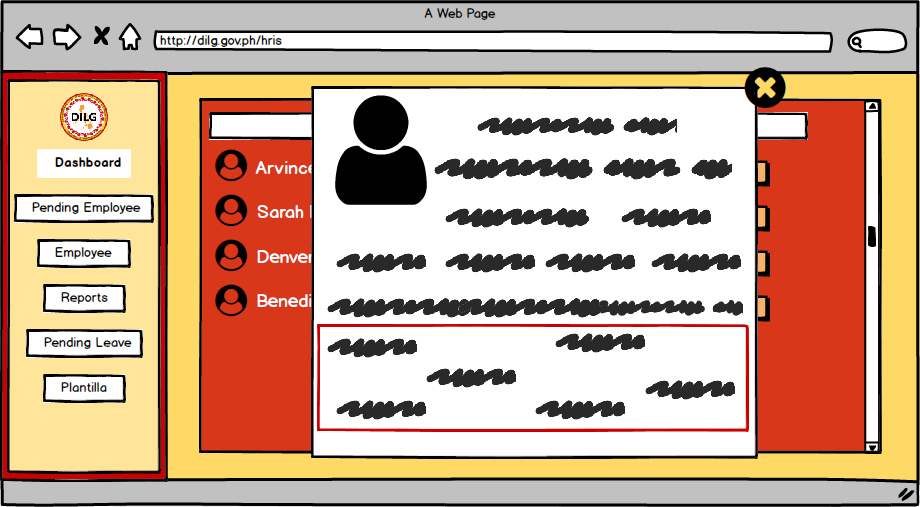 A Web Page
http://dilg.gov.ph/hris
DILG
Dashboard
Pending Employee
Employee
Reports
Pending Leave
Plantilla
Arvince
Sarah
Denver
Benedi